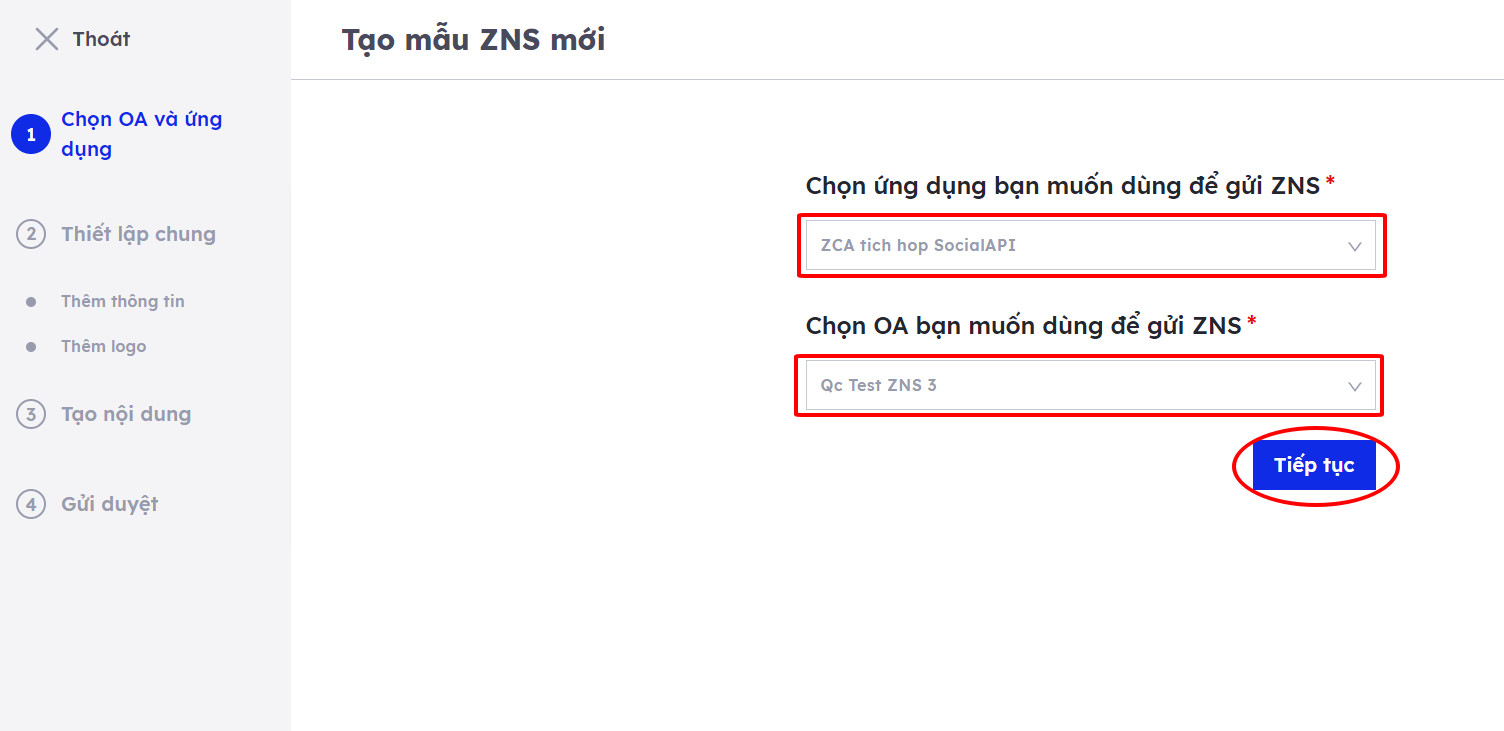 Thoát
Tạo mẫu ZNS mới
1
Chọn OA và ứng
dụng
2
Thiết lập chung
Thêm thông tin
Thêm logo
3
Tạo nội dung
4
Gửi duyệt
Chọn ứng dụng bạn muốn dùng để gửi ZNS *
ZCA tich hop SocialAPI
Chọn OA bạn muốn dùng để gửi ZNS *
Qc Test ZNS 3
Tiếp tục